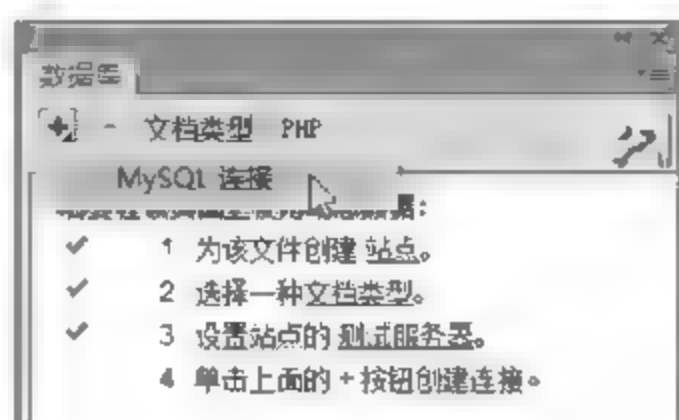 数据库
文档类型 PHP
MySQL 连接
✔ 1 为该文件创建 站点。
✔ 2 选择一种文档类型。
✔ 3 设置站点的 测试服务器。
4 单击上面的 + 按钮创建连接。